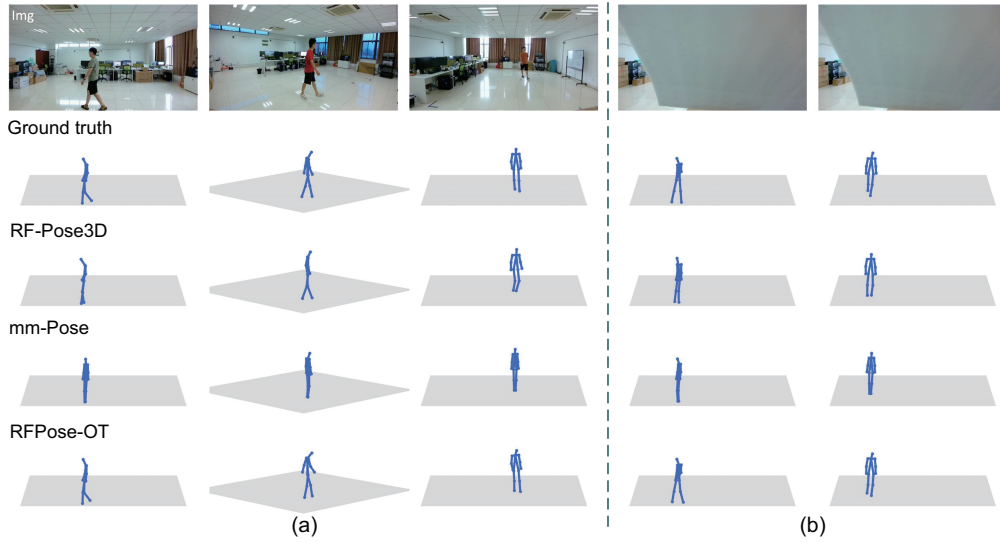 Img
Ground truth
RF-Pose3D
mm-Pose
RFPose-OT
(a)
(b)